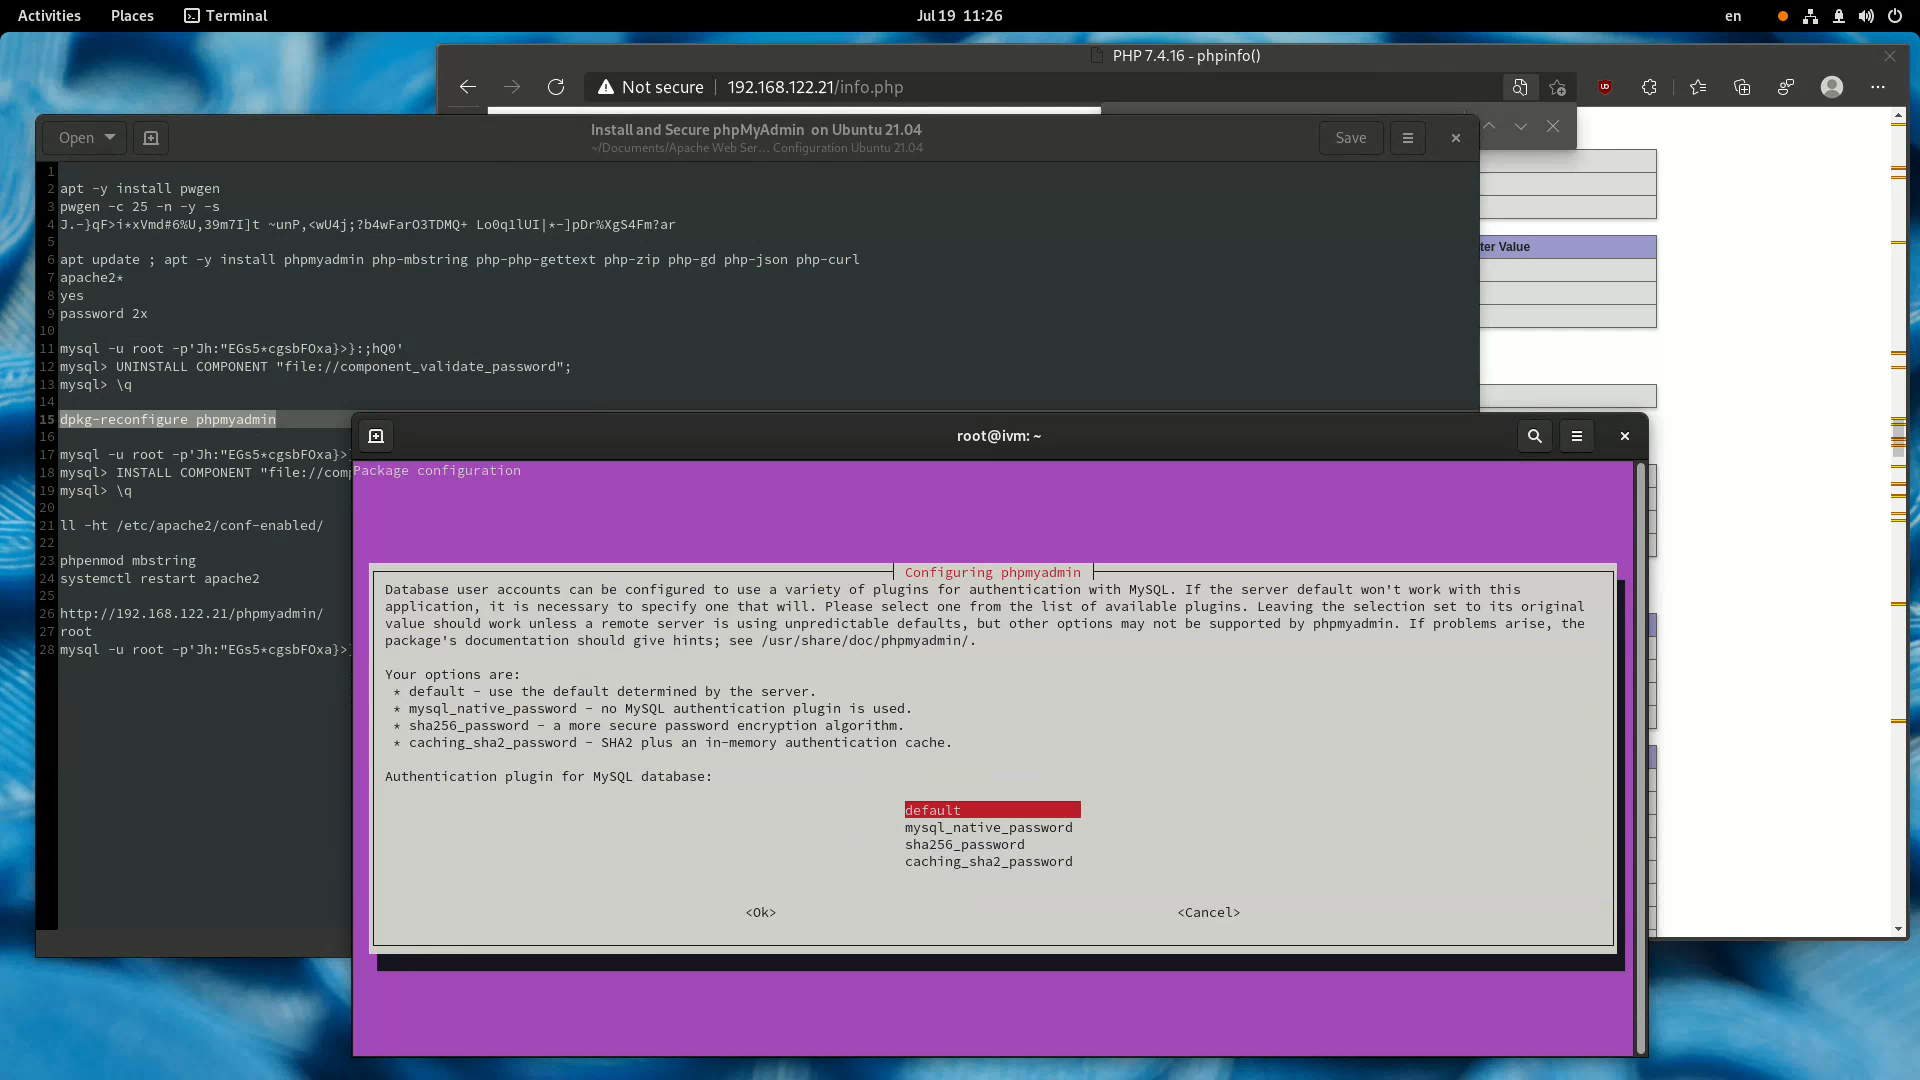 Activities Places Terminal Jul 19 11:26 en
PHP 7.4.16 - phpinfo()
Not secure 192.168.122.21/info.php
Open Install and Secure phpMyAdmin on Ubuntu 21.04 Save
~/Documents/Apache Web Ser... Configuration Ubuntu 21.04
1
2 apt -y install pwgen
3 pwgen -c 25 -n -y -s
4 J.-}qF>i*xVmd#6%U,39m7I]t ~unP,<wU4j;?b4wFarO3TDMQ+ Lo0q1lUI|*-]pDr%XgS4Fm?ar
5
6 apt update ; apt -y install phpmyadmin php-mbstring php-php-gettext php-zip php-gd php-json php-curl
7 apache2*
8 yes
9 password 2x
10
11 mysql -u root -p'Jh:"EGs5*cgsbFOxa}>}:;hQ0'
12 mysql> UNINSTALL COMPONENT "file://component_validate_password";
13 mysql> \q
14
15 dpkg-reconfigure phpmyadmin
16
17 mysql -u root -p'Jh:"EGs5*cgsbFOxa}>
18 mysql> INSTALL COMPONENT "file://com
19 mysql> \q
20
21 ll -ht /etc/apache2/conf-enabled/
22
23 phpenmod mbstring
24 systemctl restart apache2
25
26 http://192.168.122.21/phpmyadmin/
27 root
28 mysql -u root -p'Jh:"EGs5*cgsbFOxa}>
ter Value
root@ivm: ~
Package configuration
Configuring phpmyadmin
Database user accounts can be configured to use a variety of plugins for authentication with MySQL. If the server default won't work with this
application, it is necessary to specify one that will. Please select one from the list of available plugins. Leaving the selection set to its original
value should work unless a remote server is using unpredictable defaults, but other options may not be supported by phpmyadmin. If problems arise, the
package's documentation should give hints; see /usr/share/doc/phpmyadmin/.
Your options are:
* default - use the default determined by the server.
* mysql_native_password - no MySQL authentication plugin is used.
* sha256_password - a more secure password encryption algorithm.
* caching_sha2_password - SHA2 plus an in-memory authentication cache.
Authentication plugin for MySQL database:
default
mysql_native_password
sha256_password
caching_sha2_password
<Ok> <Cancel>